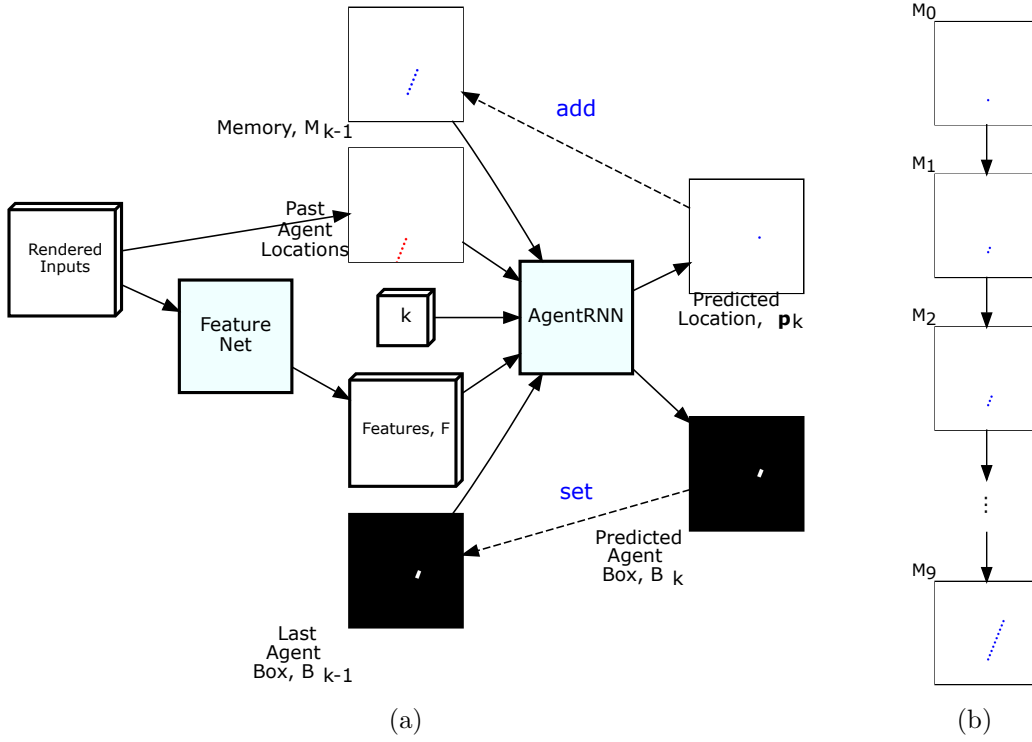 Memory, M k-1
add
Past
Agent
Locations
Rendered
Inputs
Feature
Net
k
AgentRNN
Predicted
Location, pk
Features, F
set
Predicted
Agent
Box, B k
Last
Agent
Box, B k-1
(a)
M0
M1
M2
...
M9
(b)